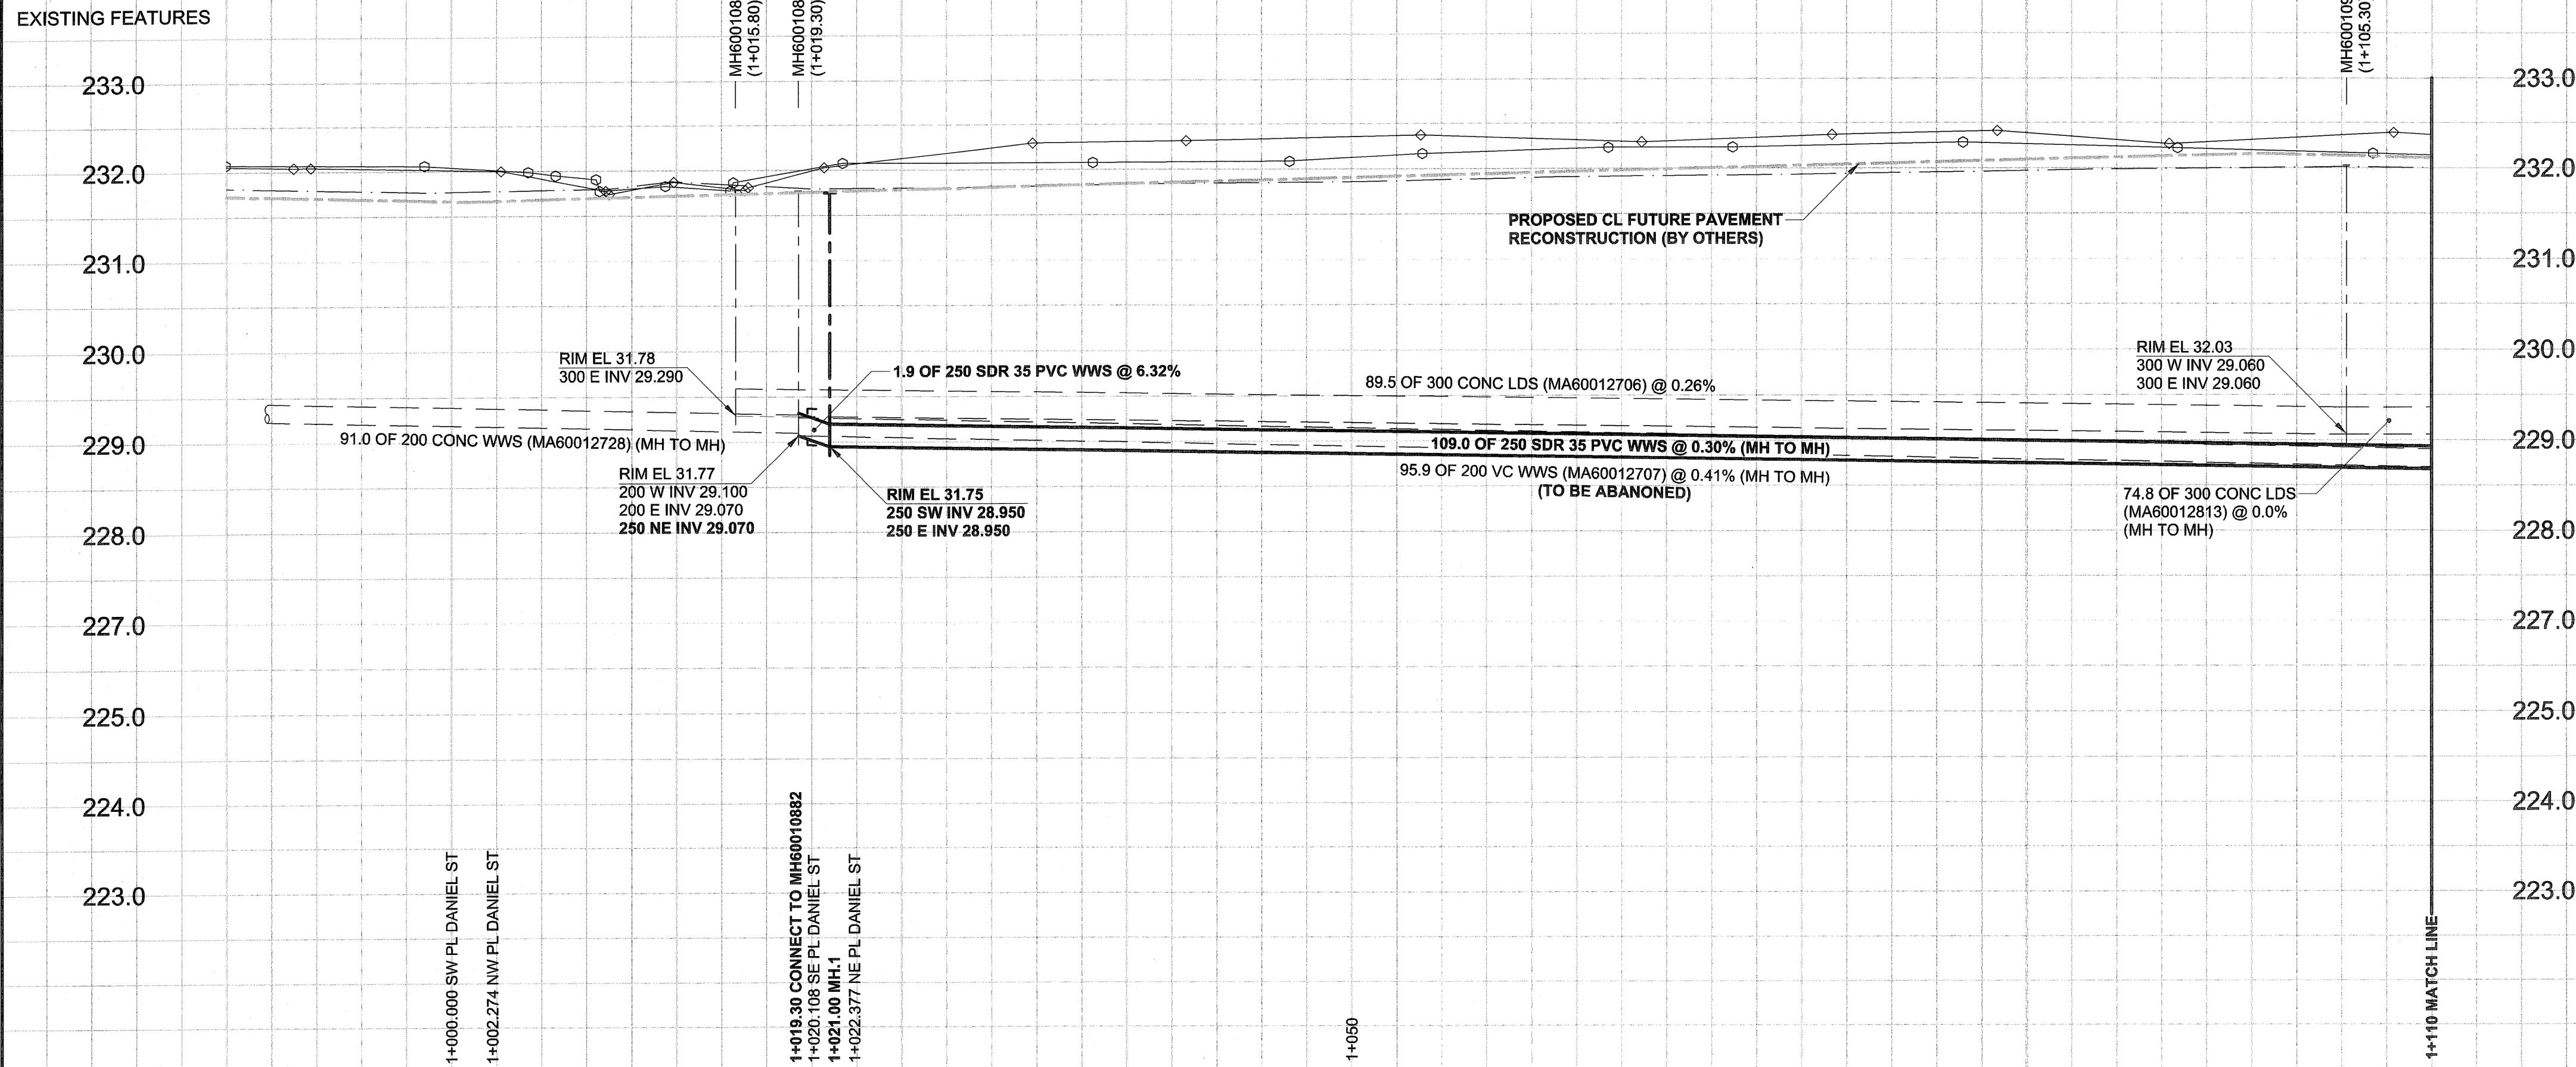 EXISTING FEATURES
MH600108
(1+015.80)
MH600108
(1+019.30)
MH600109
(1+105.30)
233.0
233.0
232.0
232.0
PROPOSED CL FUTURE PAVEMENT
RECONSTRUCTION (BY OTHERS)
231.0
231.0
230.0
230.0
RIM EL 31.78
300 E INV 29.290
1.9 OF 250 SDR 35 PVC WWS @ 6.32%
89.5 OF 300 CONC LDS (MA60012706) @ 0.26%
RIM EL 32.03
300 W INV 29.060
300 E INV 29.060
229.0
229.0
91.0 OF 200 CONC WWS (MA60012728) (MH TO MH)
109.0 OF 250 SDR 35 PVC WWS @ 0.30% (MH TO MH)
RIM EL 31.77
200 W INV 29.100
200 E INV 29.070
250 NE INV 29.070
RIM EL 31.75
250 SW INV 28.950
250 E INV 28.950
95.9 OF 200 VC WWS (MA60012707) @ 0.41% (MH TO MH)
(TO BE ABANONED)
74.8 OF 300 CONC LDS
(MA60012813) @ 0.0%
(MH TO MH)
228.0
228.0
227.0
227.0
225.0
225.0
224.0
224.0
223.0
223.0
1+000.000 SW PL DANIEL ST
1+002.274 NW PL DANIEL ST
1+019.30 CONNECT TO MH60010882
1+020.108 SE PL DANIEL ST
1+021.00 MH.1
1+022.377 NE PL DANIEL ST
1+050
1+110 MATCH LINE